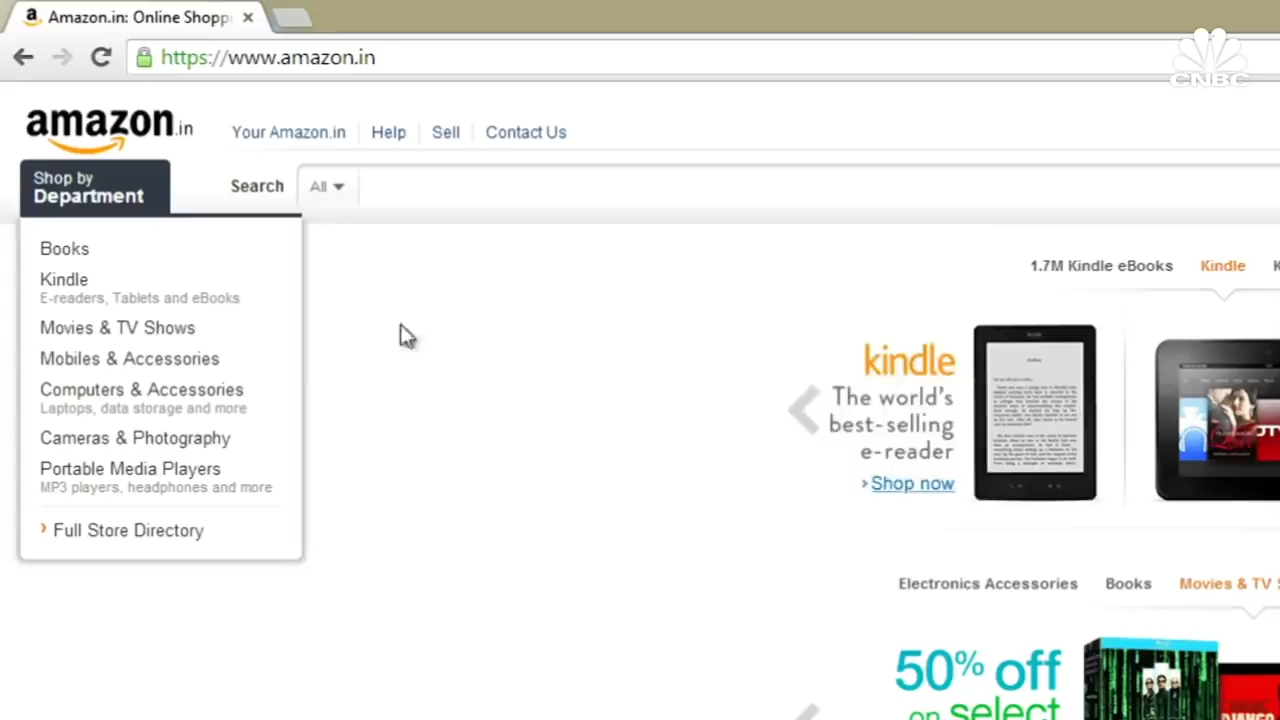 Amazon.in: Online Shopp
https://www.amazon.in
CNBC
amazon.in
Your Amazon.in
Help
Sell
Contact Us
Shop by
Department
Search
All
Books
Kindle
E-readers, Tablets and eBooks
Movies & TV Shows
Mobiles & Accessories
Computers & Accessories
Laptops, data storage and more
Cameras & Photography
Portable Media Players
MP3 players, headphones and more
Full Store Directory
1.7M Kindle eBooks
Kindle
K
kindle
The world's
best-selling
e-reader
Shop now
Electronics Accessories
Books
Movies & TV S
50% off
on select
DJANGO